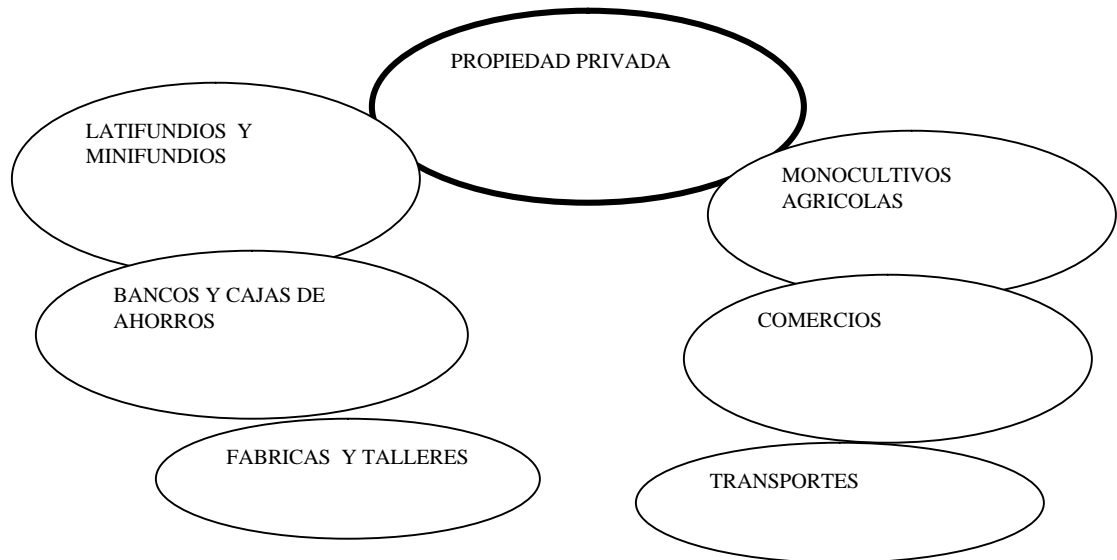 PROPIEDAD PRIVADA
LATIFUNDIOS Y
MINIFUNDIOS
MONOCULTIVOS
AGRICOLAS
BANCOS Y CAJAS DE
AHORROS
COMERCIOS
FABRICAS Y TALLERES
TRANSPORTES